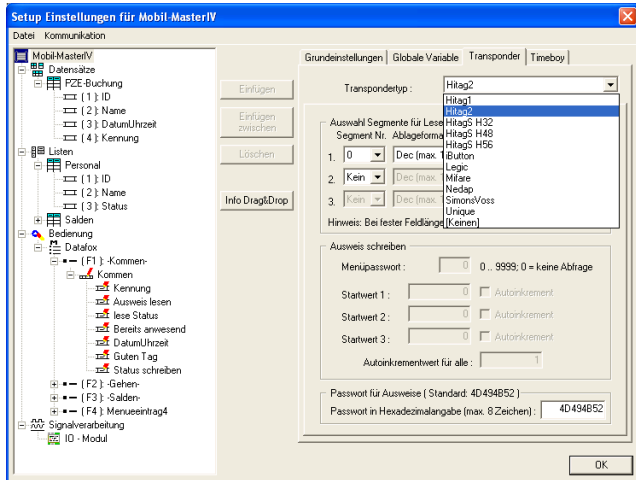 Setup Einstellungen für Mobil-MasterIV
Datei Kommunikation
Mobil-MasterIV
Datensätze
PZE-Buchung
( 1 ): ID
( 2 ): Name
( 3 ): DatumUhrzeit
( 4 ): Kennung
Listen
Personal
( 1 ): ID
( 2 ): Name
( 3 ): Status
Salden
Bedienung
Datafox
( F1 ): -Kommen-
Kommen
Kennung
Ausweis lesen
lese Status
Bereits anwesend
DatumUhrzeit
Guten Tag
Status schreiben
( F2 ): -Gehen-
( F3 ): -Salden-
( F4 ): Menueeintrag4
Signalverarbeitung
IO - Modul
Einfügen
Einfügen
zwischen
Löschen
Info Drag&Drop
Grundeinstellungen Globale Variable Transponder Timeboy
Transpondertyp : Hitag2
Hitag1
Hitag2
HitagS H32
HitagS H48
HitagS H56
iButton
Legic
Mifare
Nedap
SimonsVoss
Unique
[Keinen]
Auswahl Segmente für Lese
Segment Nr. Ablageforma
1. 0 Dec (max. 1
2. Kein Dec (max. 1
3. Kein Dec (max. 1
Hinweis: Bei fester Feldlänge
Ausweis schreiben
Menüpasswort : 0 0 .. 9999; 0 = keine Abfrage
Startwert 1 : 0 Autoinkrement
Startwert 2 : 0 Autoinkrement
Startwert 3 : 0 Autoinkrement
Autoinkrementwert für alle : 1
Passwort für Ausweise ( Standard: 4D494B52 )
Passwort in Hexadezimalangabe (max. 8 Zeichen) : 4D494B52
OK